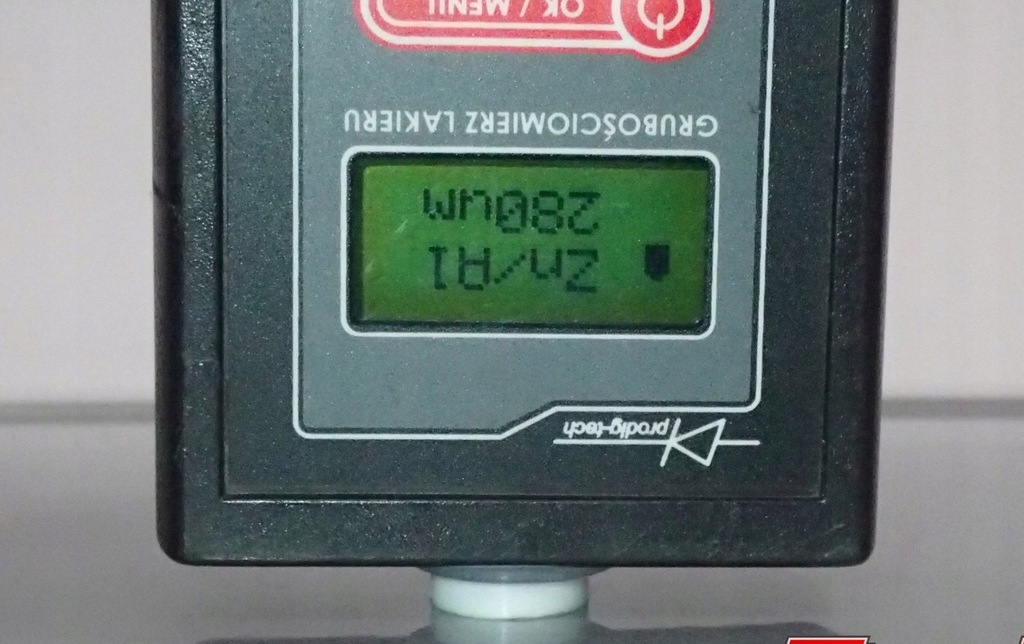 prodig-tech
Zn/Al
280um
GRUBOŚCIOMIERZ LAKIERU
OK / MENU